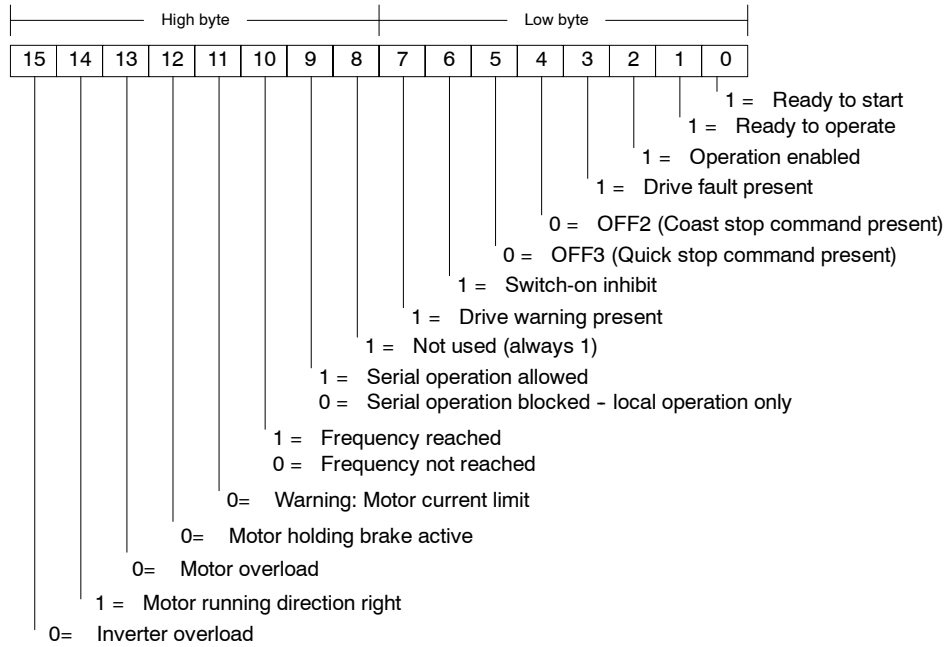 High byte Low byte
15 14 13 12 11 10 9 8 7 6 5 4 3 2 1 0
1 = Ready to start
1 = Ready to operate
1 = Operation enabled
1 = Drive fault present
0 = OFF2 (Coast stop command present)
0 = OFF3 (Quick stop command present)
1 = Switch-on inhibit
1 = Drive warning present
1 = Not used (always 1)
1 = Serial operation allowed
0 = Serial operation blocked - local operation only
1 = Frequency reached
0 = Frequency not reached
0= Warning: Motor current limit
0= Motor holding brake active
0= Motor overload
1 = Motor running direction right
0= Inverter overload